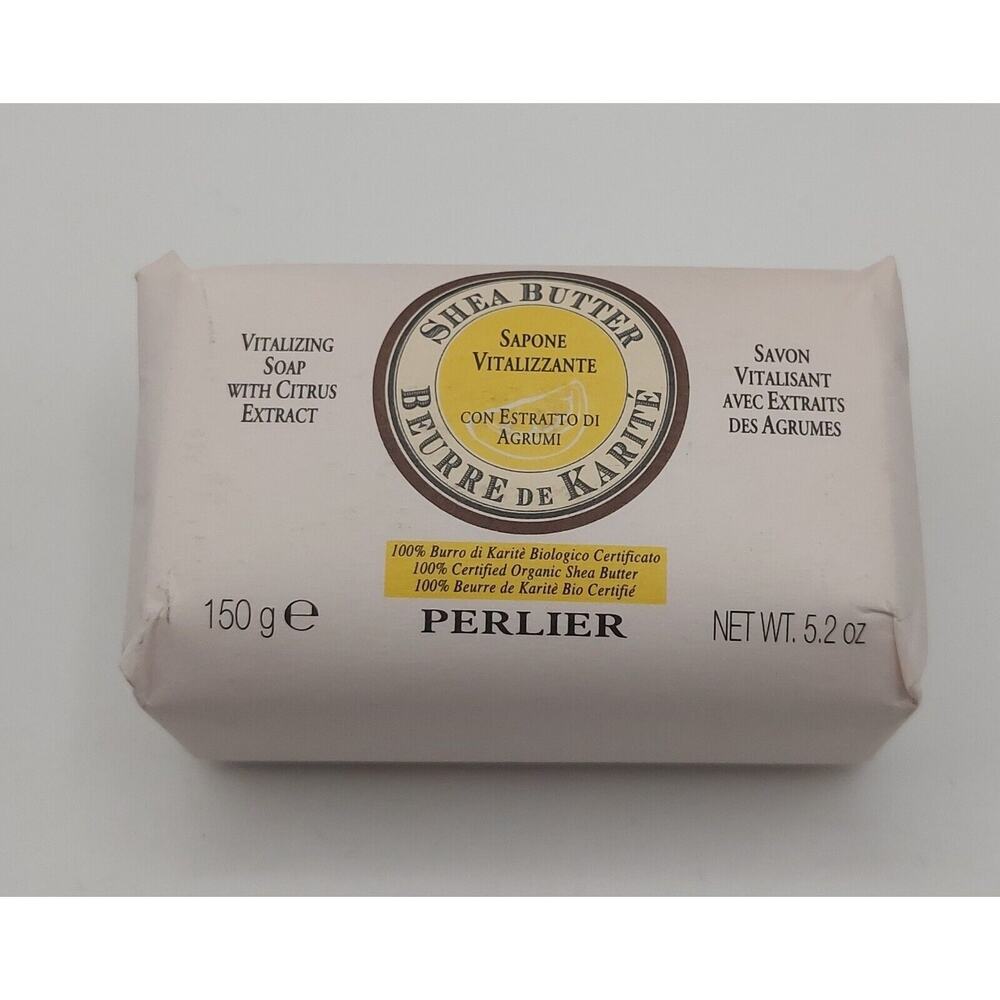 VITALIZING
SOAP
WITH CITRUS
EXTRACT
SHEA BUTTER
SAPONE
VITALIZZANTE
CON ESTRATTO DI
AGRUMI
BEURRE DE KARITÉ
SAVON
VITALISANT
AVEC EXTRAITS
DES AGRUMES
100% Burro di Karitè Biologico Certificato
100% Certified Organic Shea Butter
100% Beurre de Karitè Bio Certifié
150 g ℮
PERLIER
NET WT. 5.2 oz